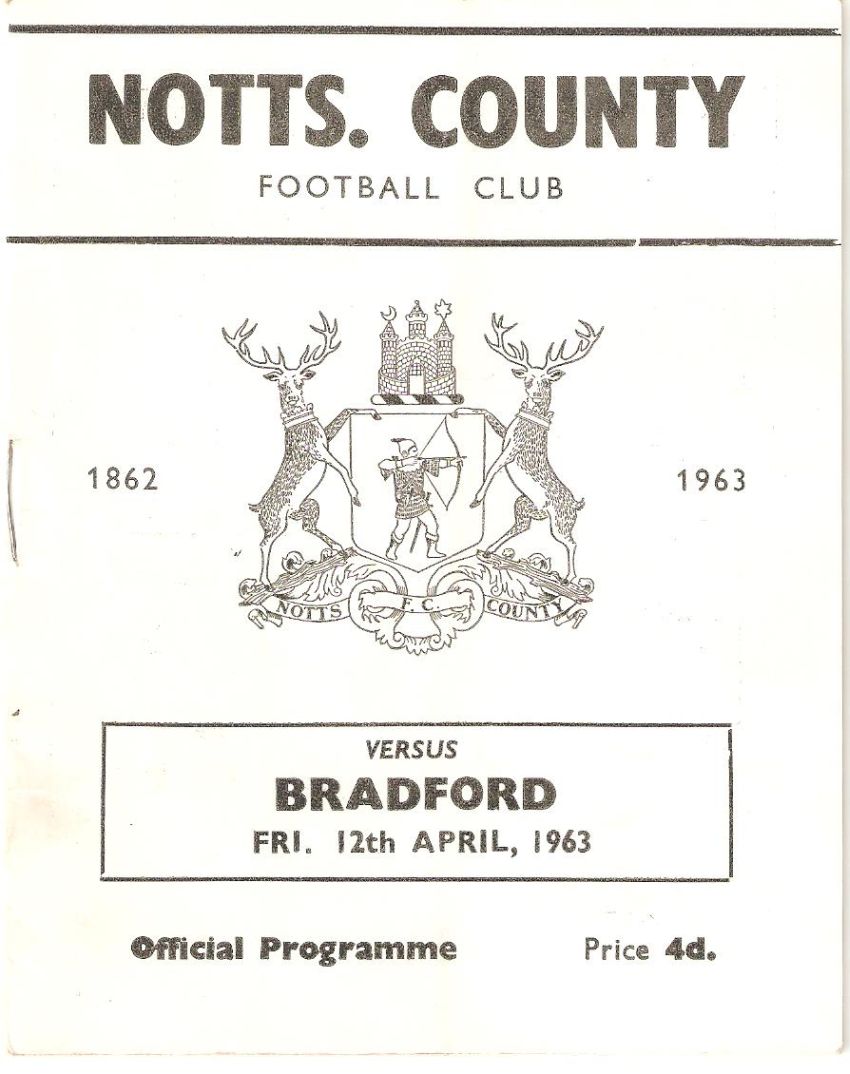 NOTTS. COUNTY
FOOTBALL CLUB
1862
1963
NOTTS F.C. COUNTY
VERSUS
BRADFORD
FRI. 12th APRIL, 1963
Official Programme Price 4d.